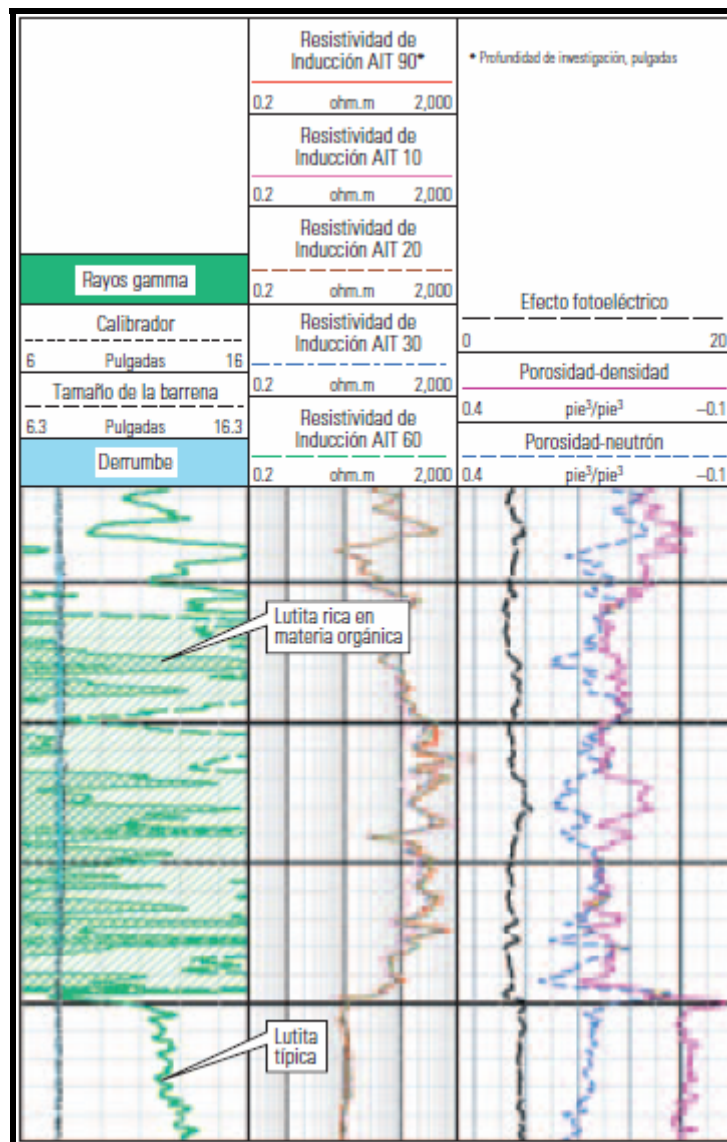 Rayos gamma
Calibrador
6 Pulgadas 16
Tamaño de la barrena
6.3 Pulgadas 16.3
Derrumbe
Resistividad de
Inducción AIT 90*
0.2 ohm.m 2,000
Resistividad de
Inducción AIT 10
0.2 ohm.m 2,000
Resistividad de
Inducción AIT 20
0.2 ohm.m 2,000
Resistividad de
Inducción AIT 30
0.2 ohm.m 2,000
Resistividad de
Inducción AIT 60
0.2 ohm.m 2,000
* Profundidad de investigación, pulgadas
Efecto fotoeléctrico
0 20
Porosidad-densidad
0.4 pie³/pie³ –0.1
Porosidad-neutrón
0.4 pie³/pie³ –0.1
Lutita rica en
materia orgánica
Lutita
típica